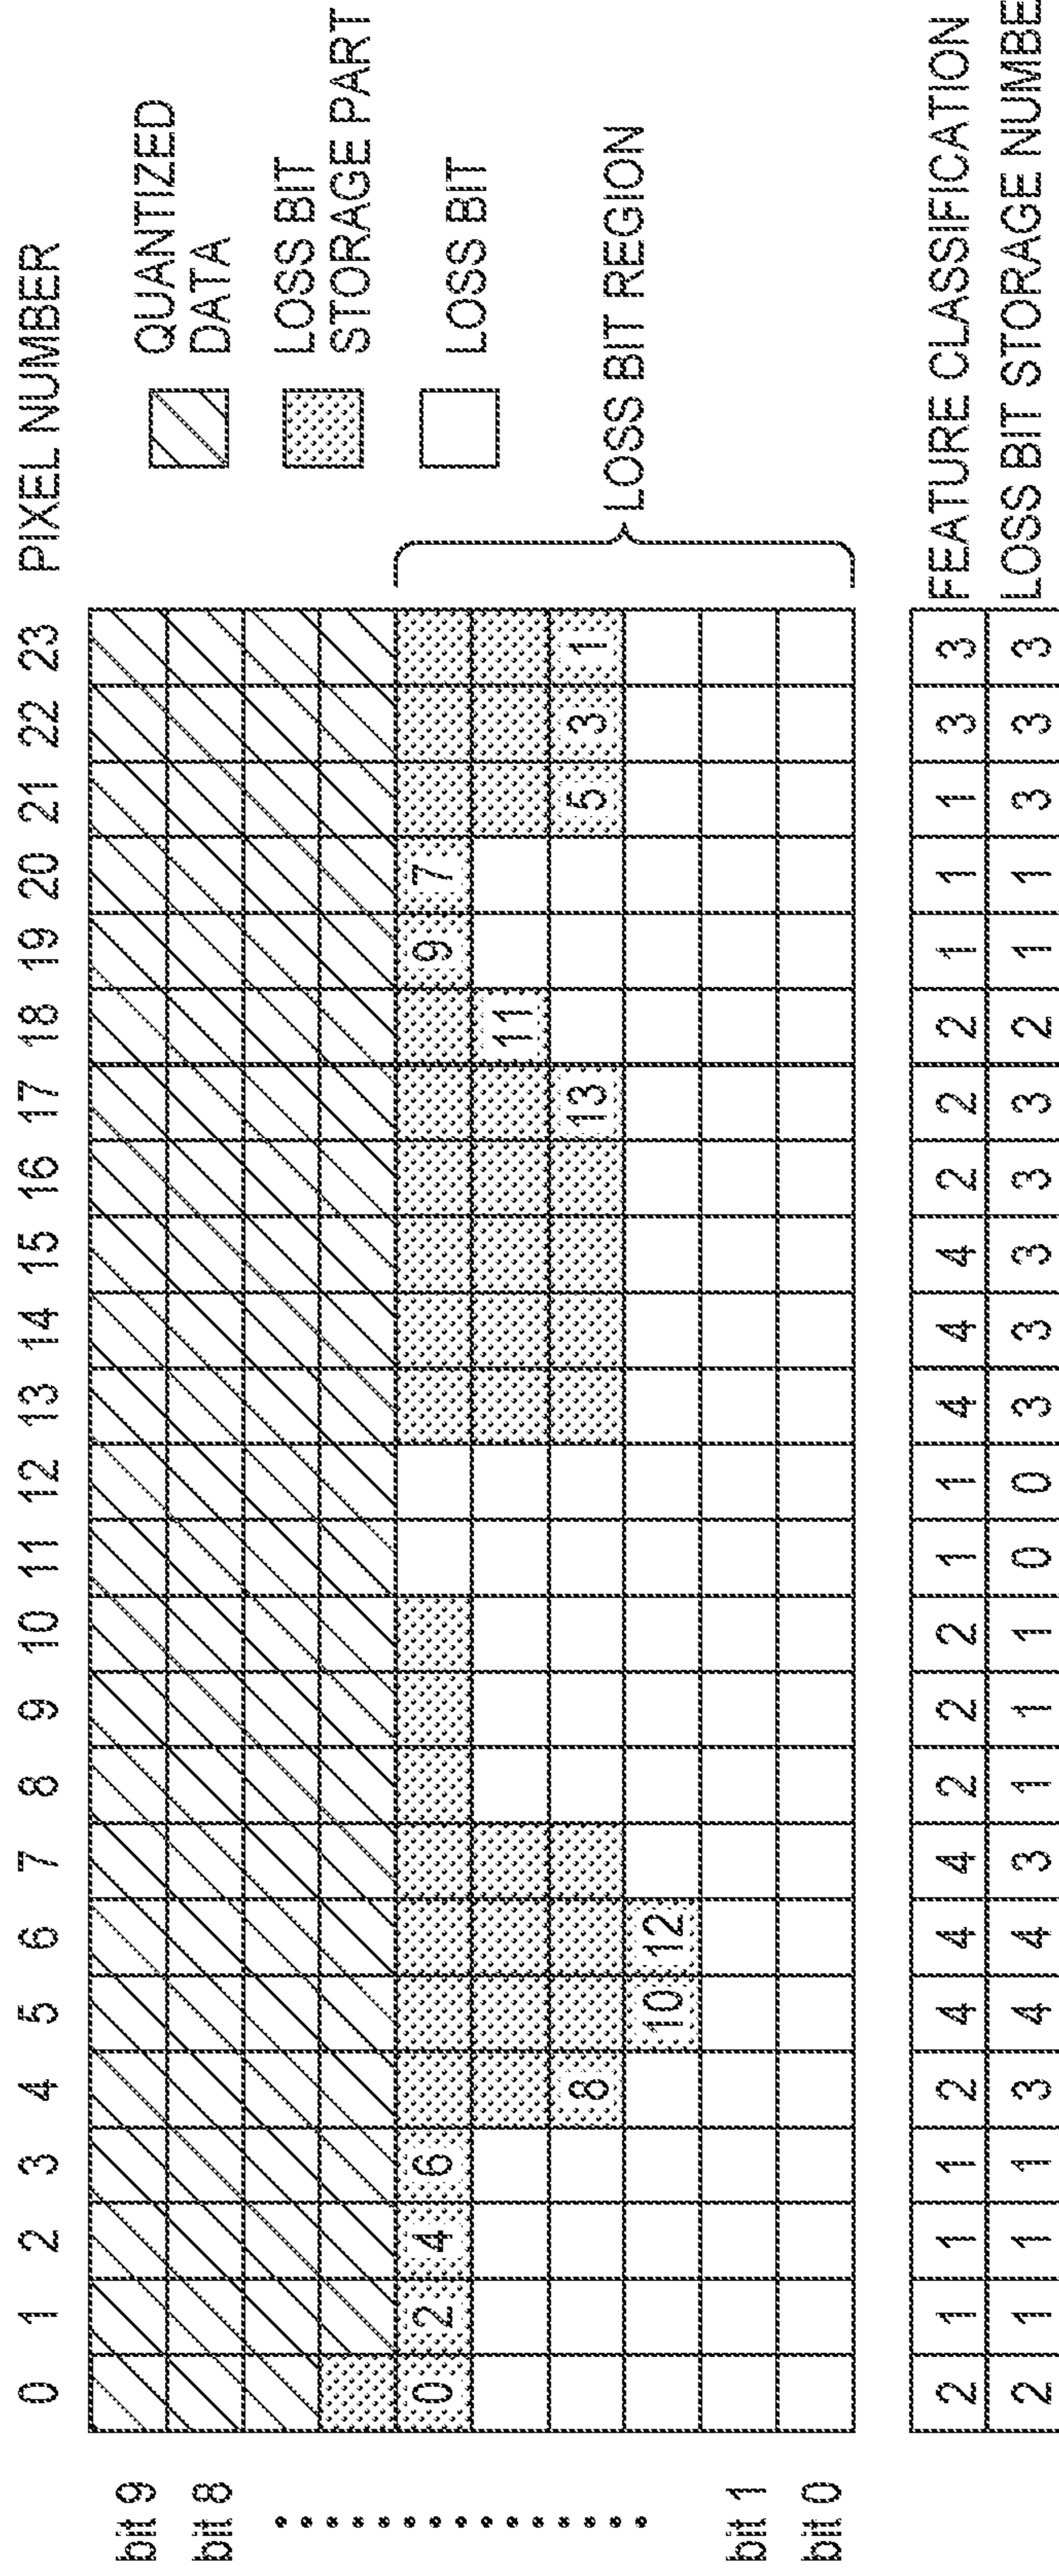 0 1 2 3 4 5 6 7 8 9 10 11 12 13 14 15 16 17 18 19 20 21 22 23 PIXEL NUMBER
bit 9
bit 8
bit 1
bit 0
0 2 4 6 9 7
11
8 13 5 3 1
10 12
QUANTIZED
DATA
LOSS BIT
STORAGE PART
LOSS BIT
LOSS BIT REGION
2 1 1 1 2 4 4 4 2 2 2 1 1 4 4 4 2 2 2 1 1 1 3 3 FEATURE CLASSIFICATION
2 1 1 1 3 4 4 3 1 1 1 0 0 3 3 3 3 3 2 1 1 3 3 3 LOSS BIT STORAGE NUMBE